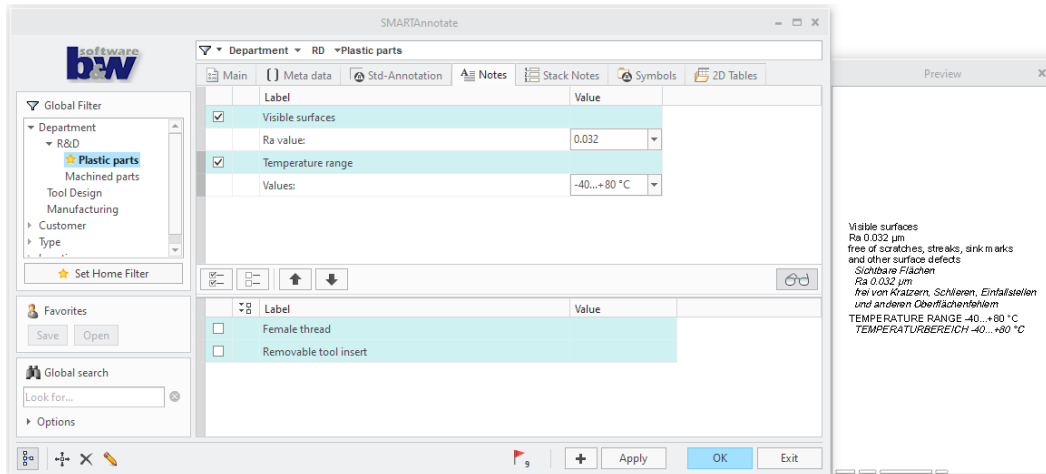 SMARTAnnotate
software
b&w
Department RD Plastic parts
Main Meta data Std-Annotation Notes Stack Notes Symbols 2D Tables
Preview
Global Filter
Department
R&D
Plastic parts
Machined parts
Tool Design
Manufacturing
Customer
Type
Set Home Filter
Favorites
Save Open
Global search
Look for...
Options
Label Value
Visible surfaces
Ra value: 0.032
Temperature range
Values: -40...+80 °C
Label Value
Female thread
Removable tool insert
9
Apply OK Exit
Visible surfaces
Ra 0.032 µm
free of scratches, streaks, sink marks
and other surface defects
Sichtbare Flächen
Ra 0.032 µm
frei von Kratzern, Schlieren, Einfallstellen
und anderen Oberflächenfehlern
TEMPERATURE RANGE -40...+80 °C
TEMPERATURBEREICH -40...+80 °C